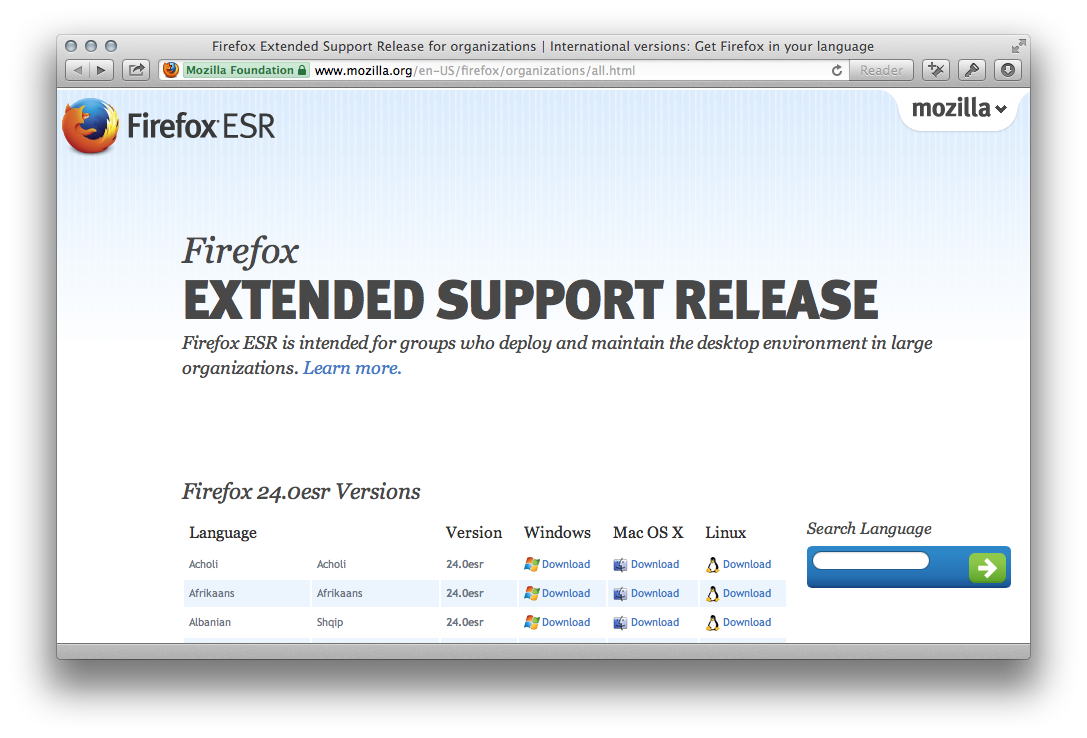 Firefox Extended Support Release for organizations | International versions: Get Firefox in your language
Mozilla Foundation www.mozilla.org/en-US/firefox/organizations/all.html Reader
Firefox ESR
mozilla
Firefox
EXTENDED SUPPORT RELEASE
Firefox ESR is intended for groups who deploy and maintain the desktop environment in large
organizations. Learn more.
Firefox 24.0esr Versions
Language Version Windows Mac OS X Linux
Acholi Acholi 24.0esr Download Download Download
Afrikaans Afrikaans 24.0esr Download Download Download
Albanian Shqip 24.0esr Download Download Download
Search Language